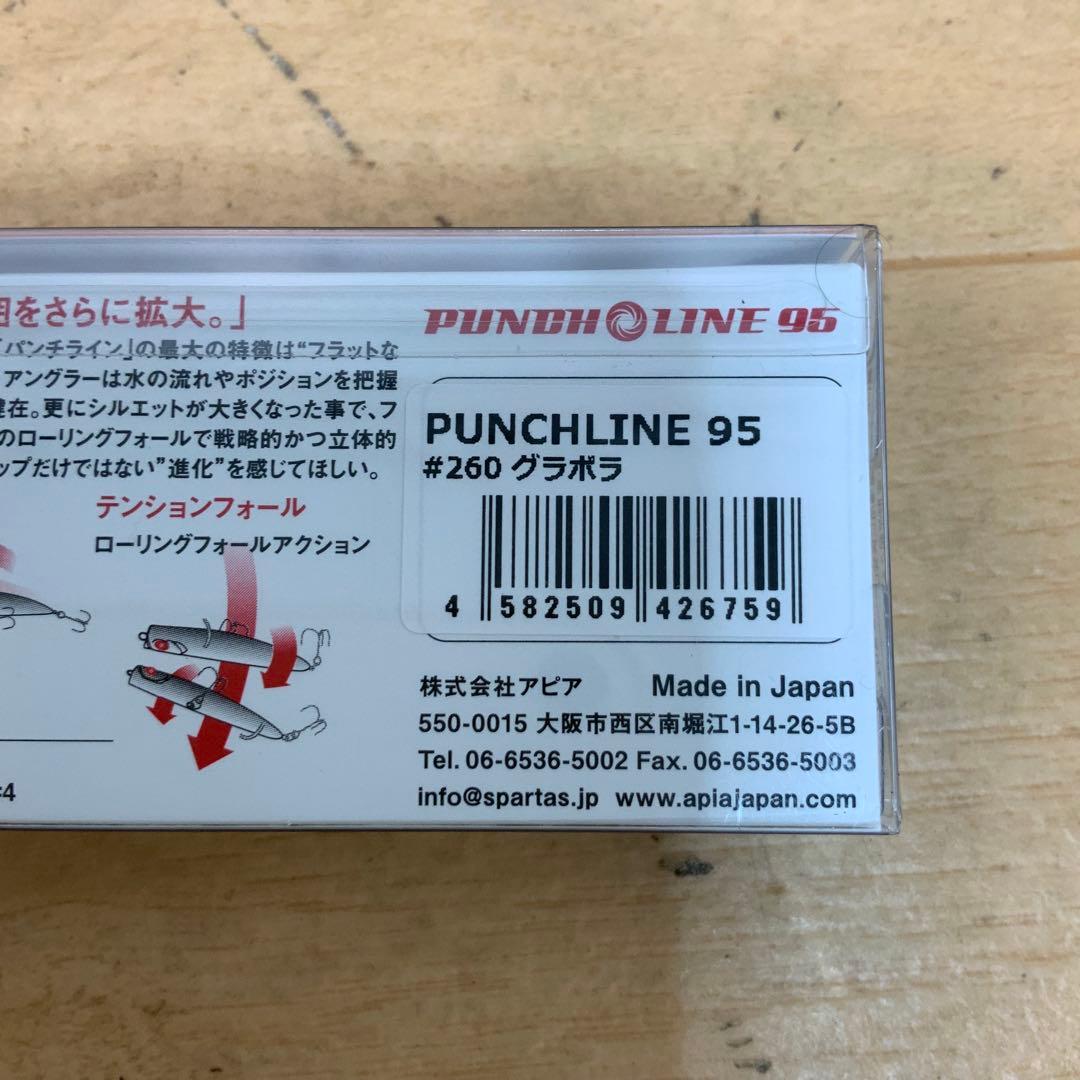 囲をさらに拡大。」
「パンチライン」の最大の特徴は“フラットな
アングラーは水の流れやポジションを把握
健在。更にシルエットが大きくなった事で、フ
のローリングフォールで戦略的かつ立体的
ップだけではない”進化”を感じてほしい。
テンションフォール
ローリングフォールアクション
#4
PUNCH LINE 95
PUNCHLINE 95
#260 グラボラ
4 582509 426759
株式会社アピア Made in Japan
550-0015 大阪市西区南堀江1-14-26-5B
Tel. 06-6536-5002 Fax. 06-6536-5003
info@spartas.jp www.apiajapan.com